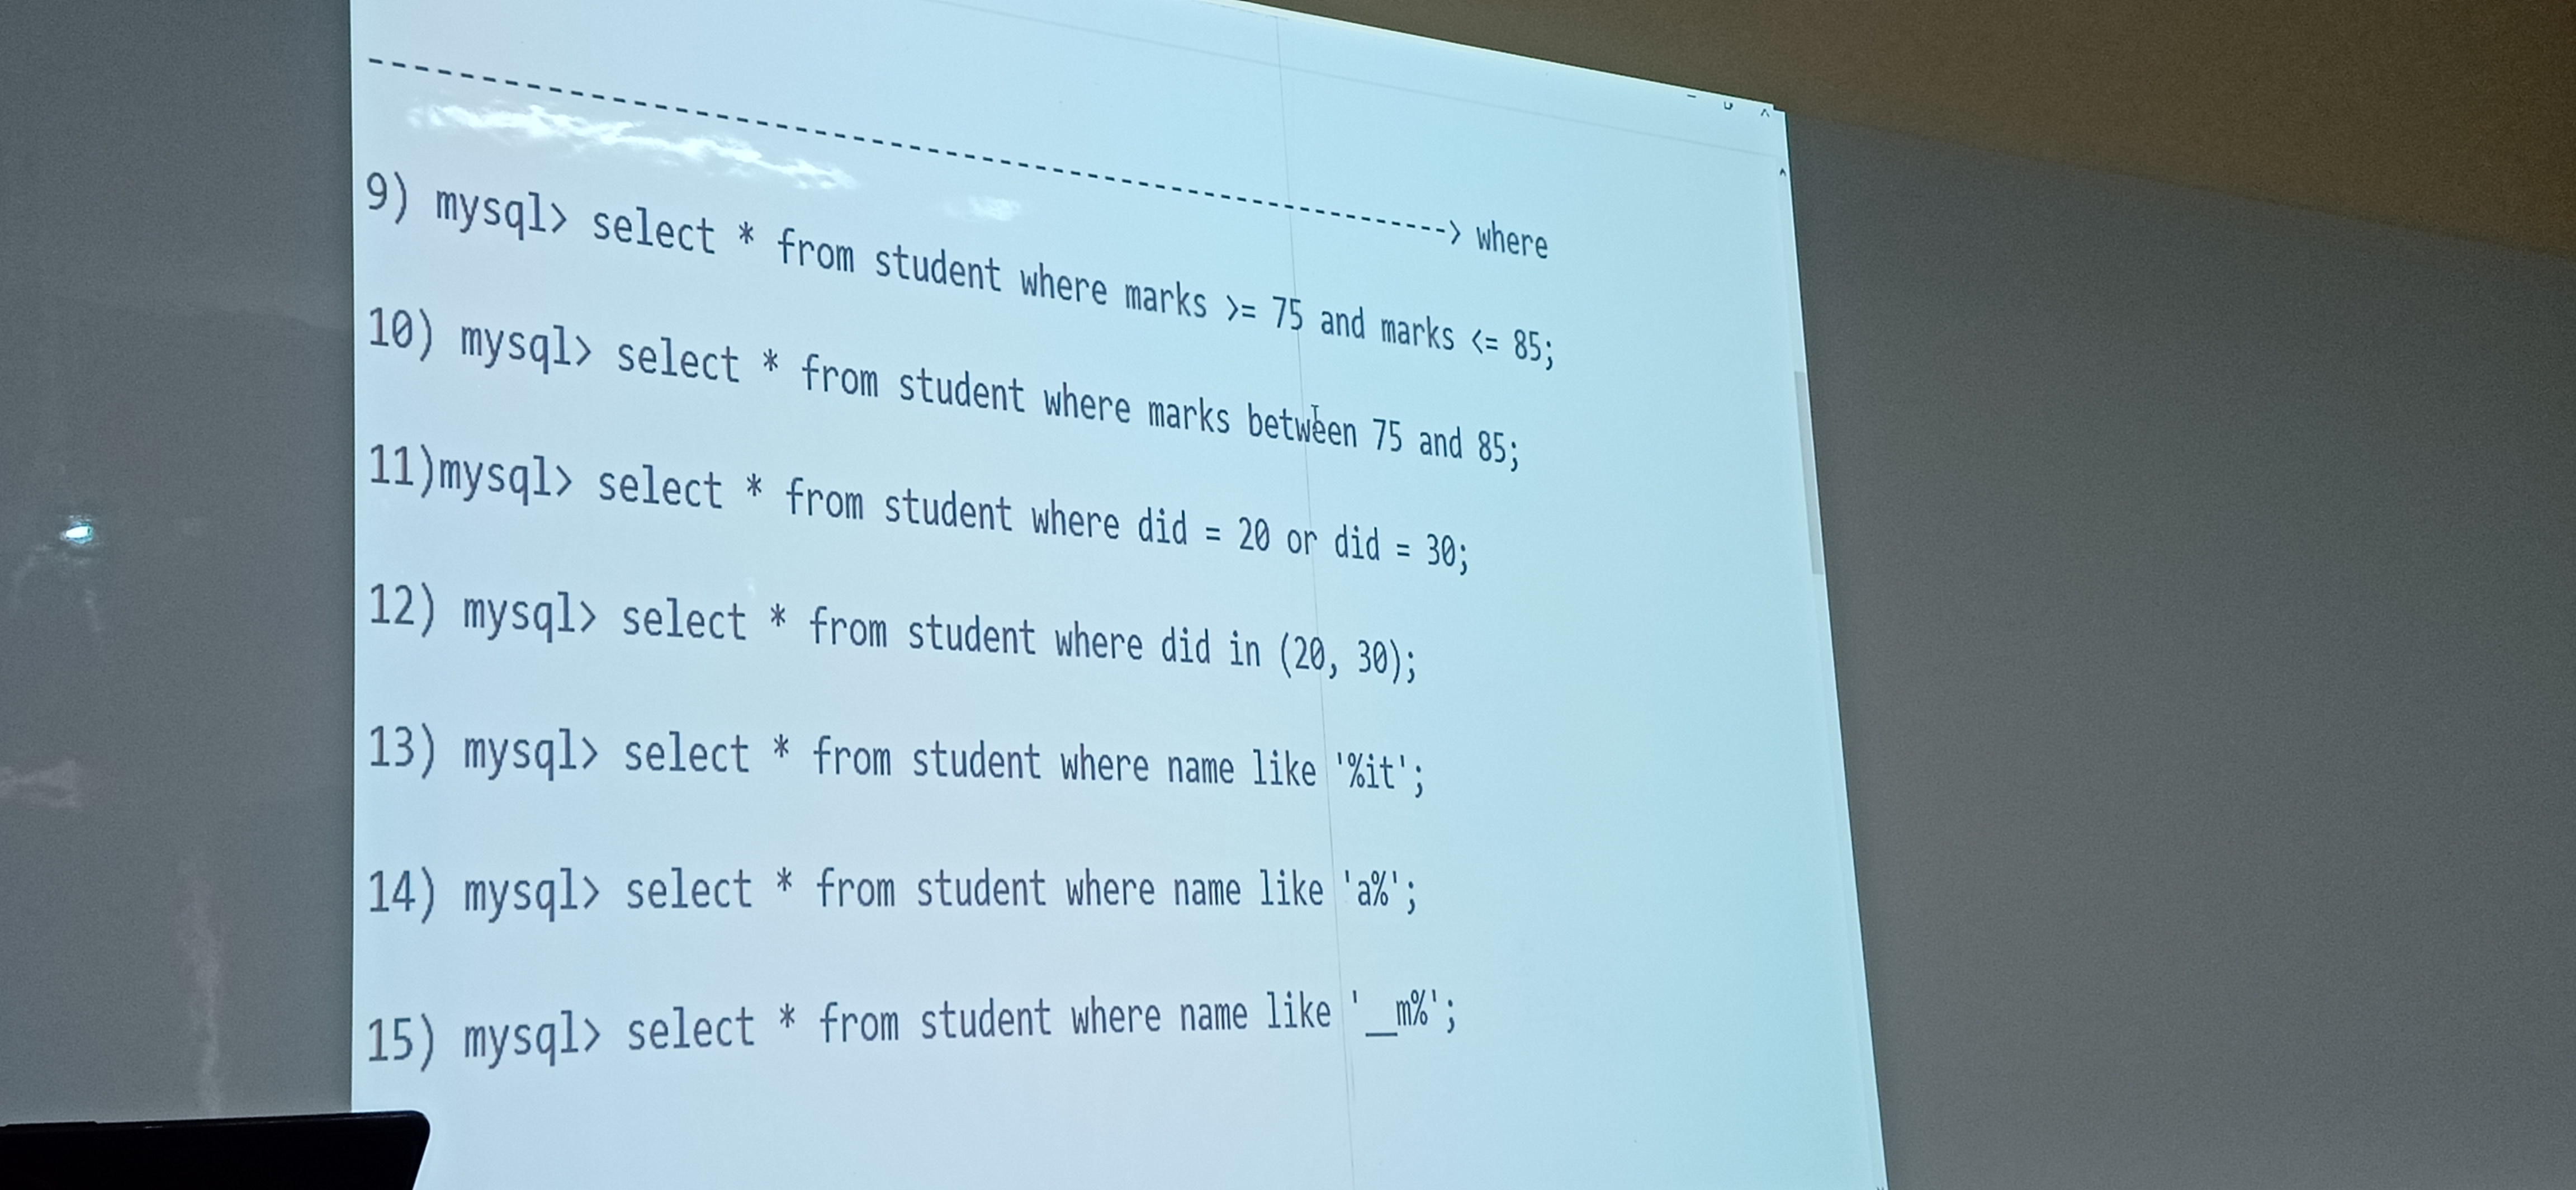 --------------------------------------------------------------> where
9) mysql> select * from student where marks >= 75 and marks <= 85;
10) mysql> select * from student where marks between 75 and 85;
11)mysql> select * from student where did = 20 or did = 30;
12) mysql> select * from student where did in (20, 30);
13) mysql> select * from student where name like '%it';
14) mysql> select * from student where name like 'a%';
15) mysql> select * from student where name like '__m%';